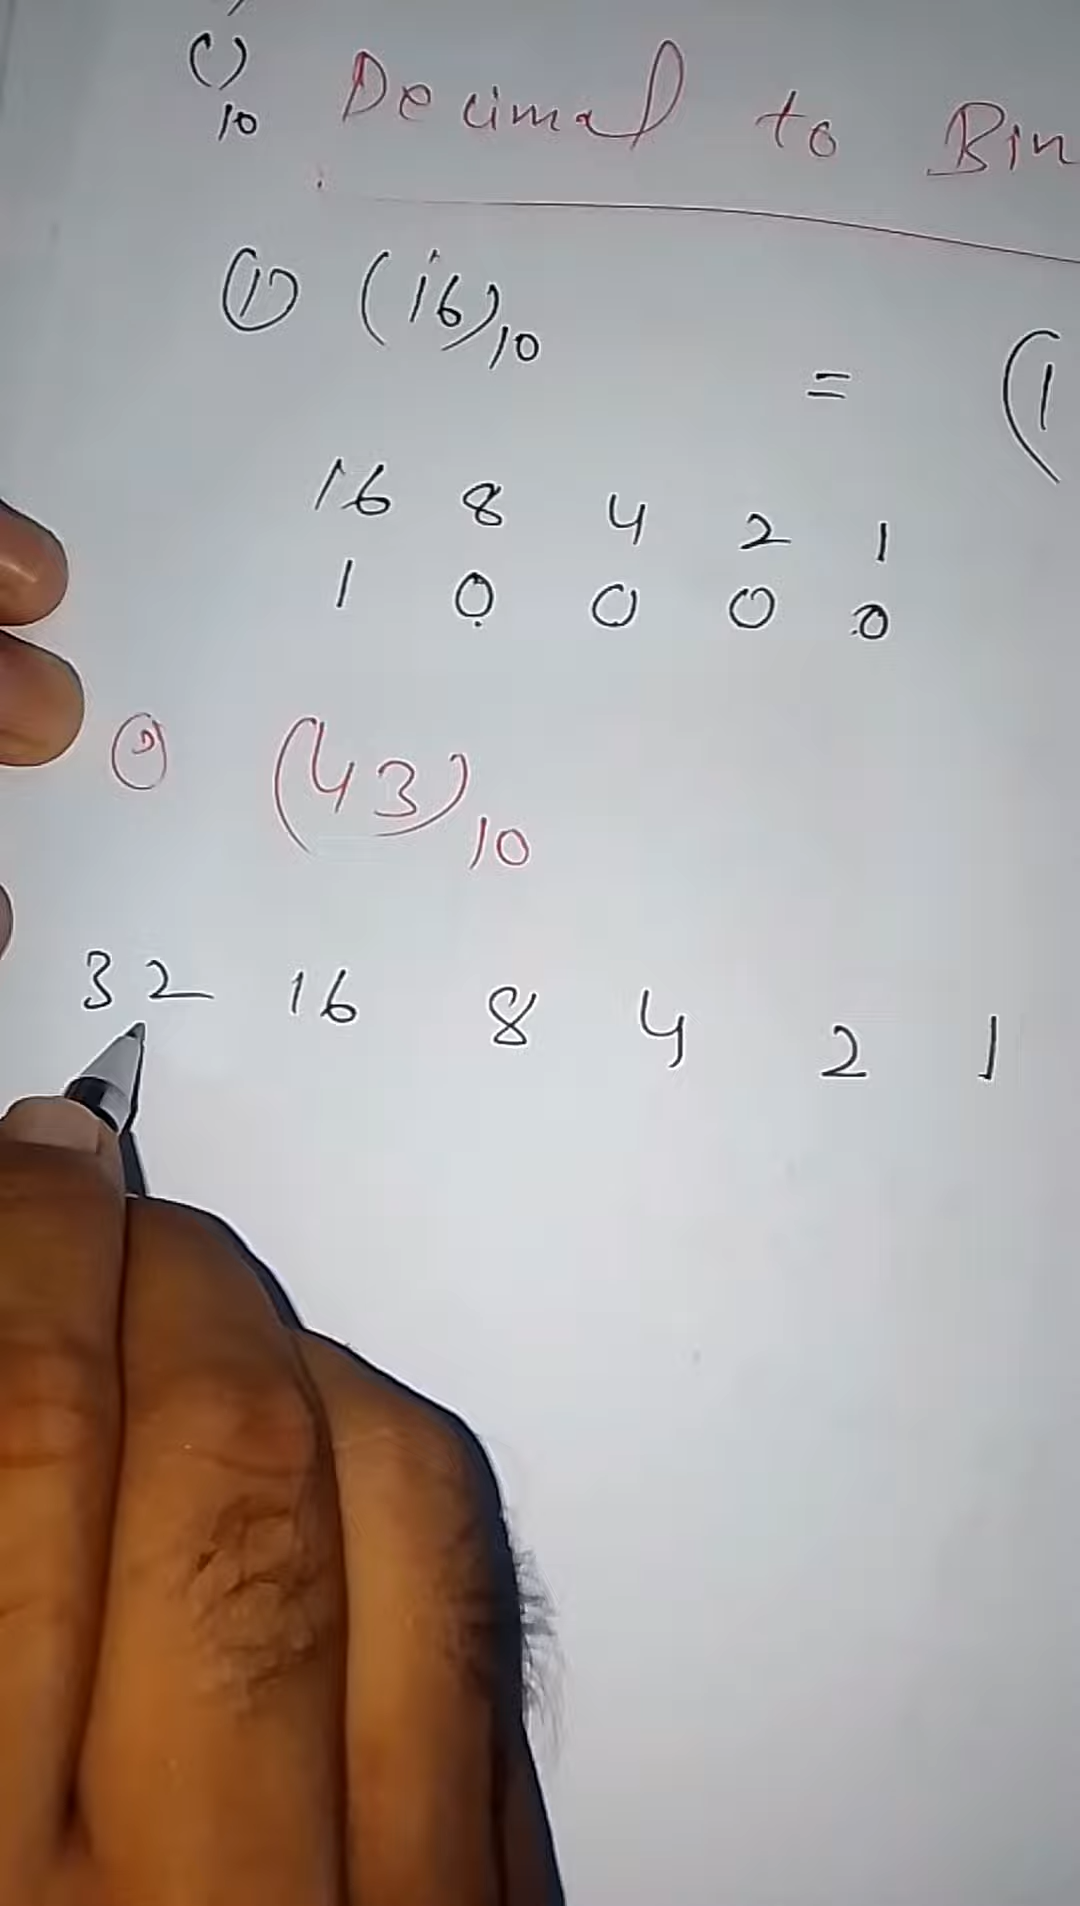 ()10 Decimal to Bin
① (16)10 = (1
16 8 4 2 1
1 0 0 0 0
② (43)10
32 16 8 4 2 1